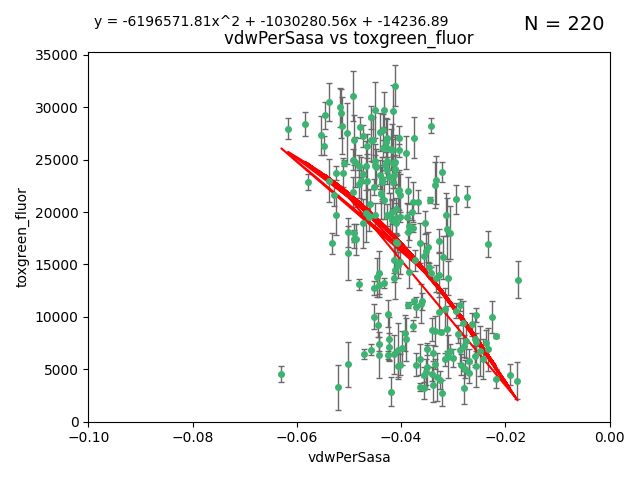 y = -6196571.81x^2 + -1030280.56x + -14236.89
N = 220
vdwPerSasa vs toxgreen_fluor
35000
30000
25000
20000
15000
10000
5000
0
toxgreen_fluor
−0.10
−0.08
−0.06
−0.04
−0.02
0.00
vdwPerSasa